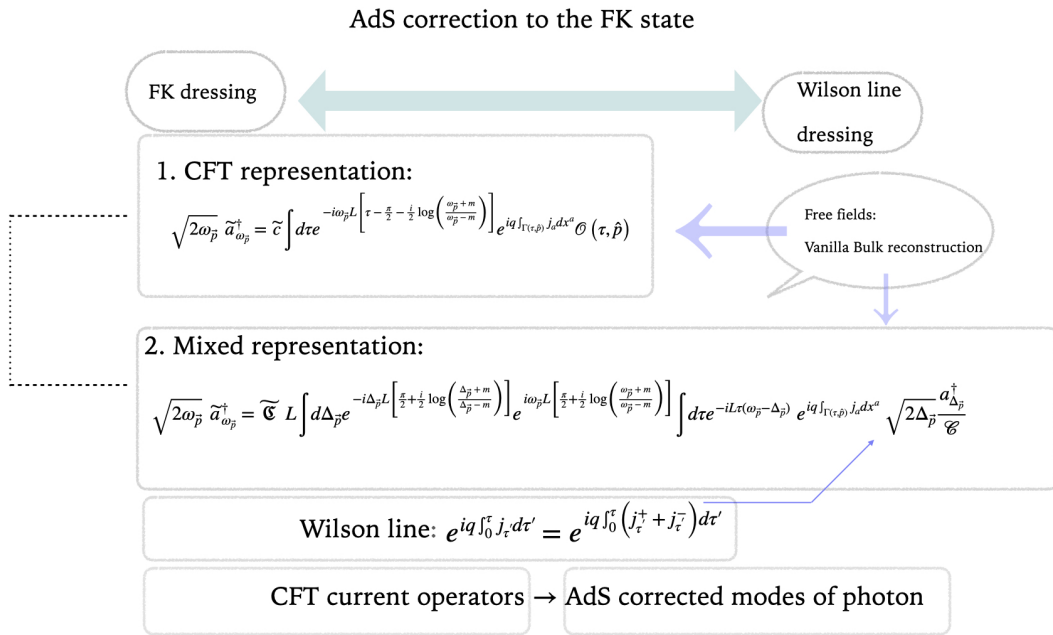 AdS correction to the FK state
FK dressing
Wilson line
dressing
1. CFT representation:
$\sqrt{2\omega_{\vec{p}}}\ \widetilde{a}^{\dagger}_{\omega_{\vec{p}}} = \widetilde{c} \int d\tau e^{-i\omega_{\vec{p}}L\left[\tau - \frac{\pi}{2} - \frac{i}{2}\log\left(\frac{\omega_{\vec{p}}+m}{\omega_{\vec{p}}-m}\right)\right]} e^{iq\int_{\Gamma(\tau,\hat{p})} j_a dx^a} \mathcal{O}(\tau, \hat{p})$
Free fields:
Vanilla Bulk reconstruction
2. Mixed representation:
$\sqrt{2\omega_{\vec{p}}}\ \widetilde{a}^{\dagger}_{\omega_{\vec{p}}} = \widetilde{\mathfrak{C}}\ L \int d\Delta_{\vec{p}} e^{-i\Delta_{\vec{p}}L\left[\frac{\pi}{2} + \frac{i}{2}\log\left(\frac{\Delta_{\vec{p}}+m}{\Delta_{\vec{p}}-m}\right)\right]} e^{i\omega_{\vec{p}}L\left[\frac{\pi}{2} + \frac{i}{2}\log\left(\frac{\omega_{\vec{p}}+m}{\omega_{\vec{p}}-m}\right)\right]} \int d\tau e^{-iL\tau(\omega_{\vec{p}}-\Delta_{\vec{p}})} e^{iq\int_{\Gamma(\tau,\hat{p})} j_a dx^a} \sqrt{2\Delta_{\vec{p}}} \frac{a^{\dagger}_{\Delta_{\vec{p}}}}{\mathscr{C}}$
Wilson line: $e^{iq\int_0^{\tau} j_{\tau'} d\tau'} = e^{iq\int_0^{\tau}\left(j^{+}_{\tau'} + j^{-}_{\tau'}\right)d\tau'}$
CFT current operators → AdS corrected modes of photon